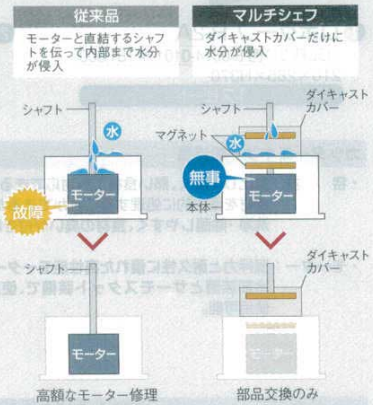 従来品
モーターと直結するシャフ
トを伝って内部まで水分
が侵入
マルチシェフ
ダイキャストカバーだけに
水分が侵入
シャフト
水
モーター
故障
シャフト
ダイキャスト
カバー
マグネット
水
無事
モーター
本体
シャフト
モーター
高額なモーター修理
ダイキャスト
カバー
モーター
部品交換のみ